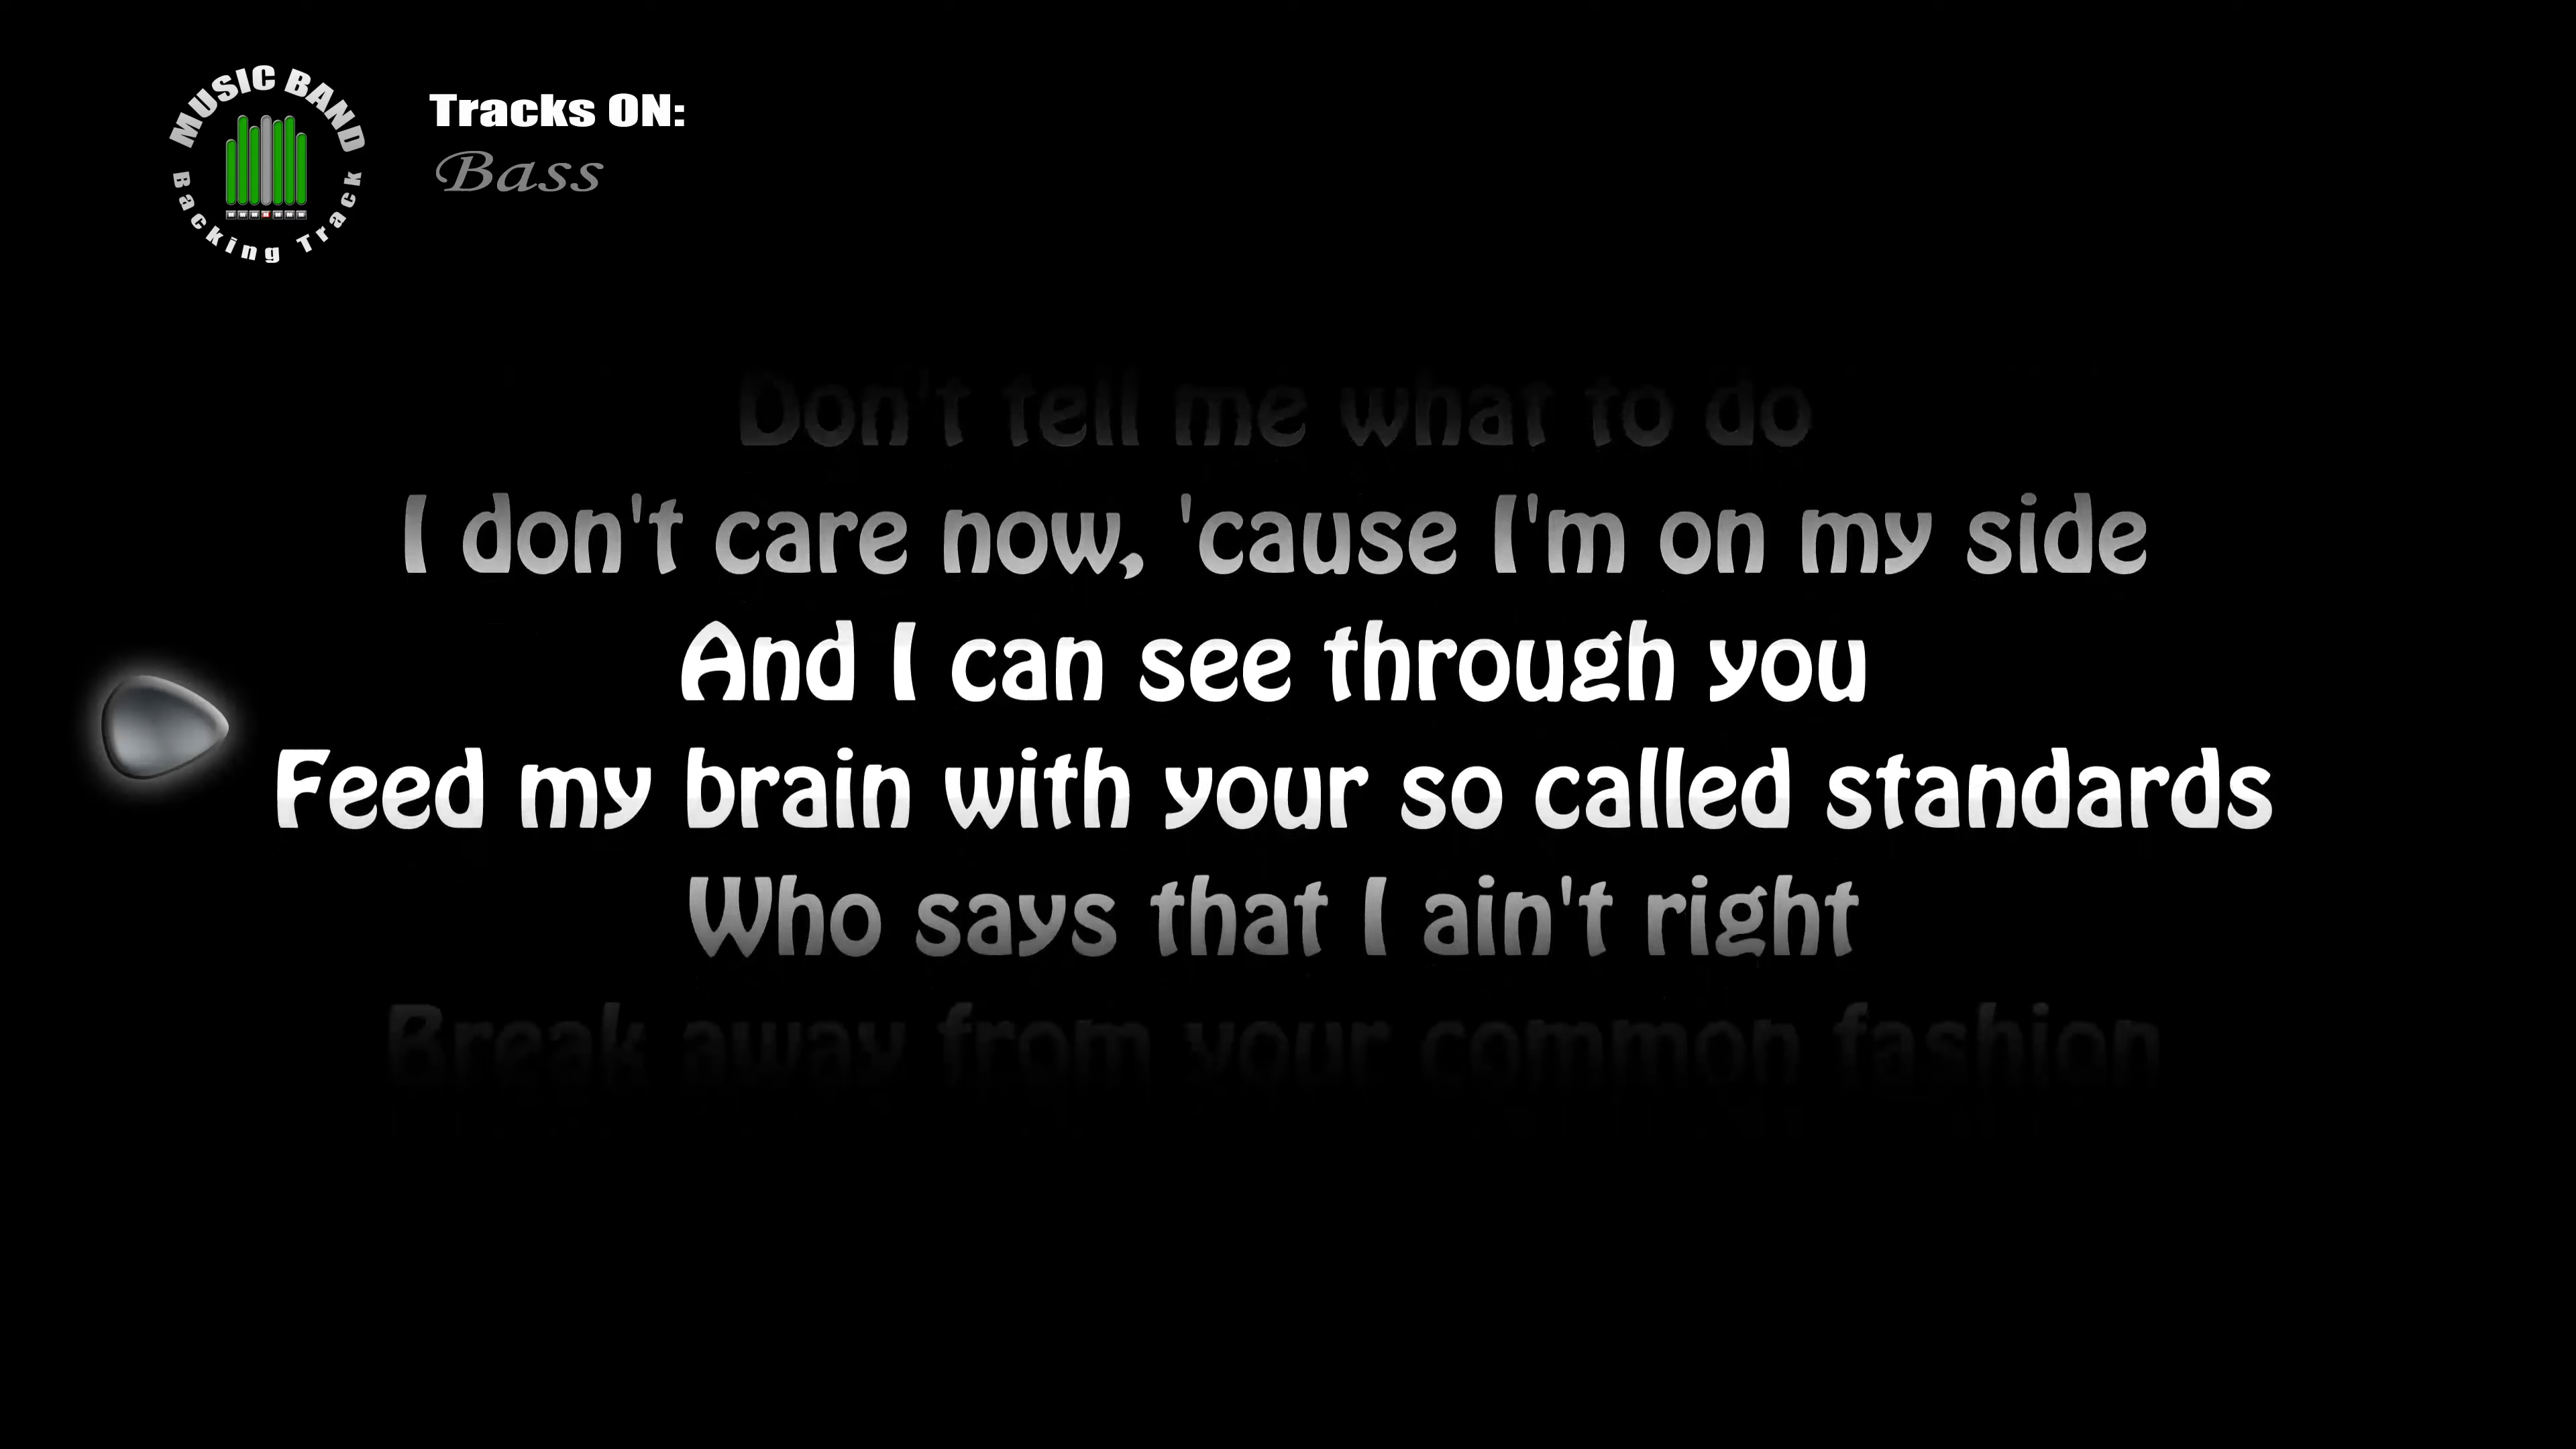 MUSIC BAND
Backing Track
Tracks ON:
Bass
Don't tell me what to do
I don't care now, 'cause I'm on my side
And I can see through you
Feed my brain with your so called standards
Who says that I ain't right
Break away from your common fashion